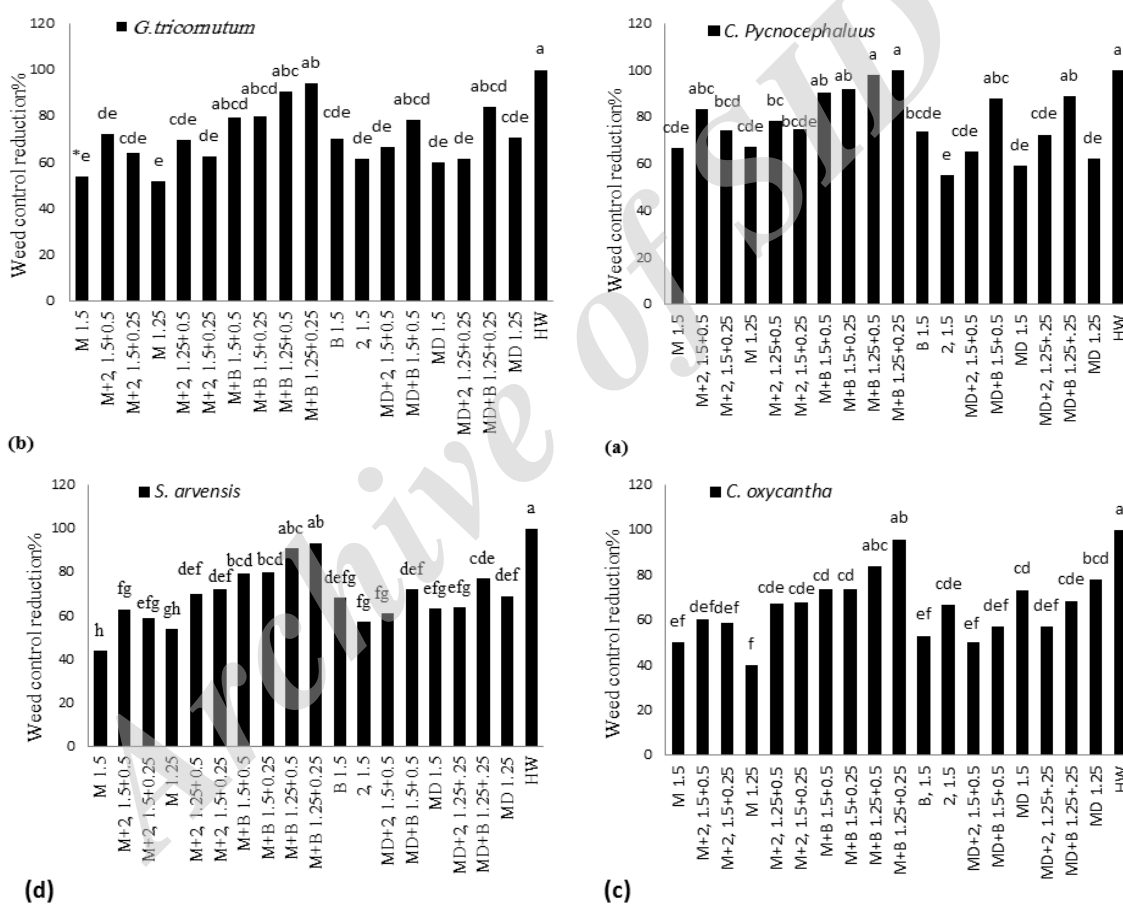 G.tricornutum
Weed control reduction%
120
100
80
60
40
20
0
*e
de
cde
e
cde
de
abcd
abcd
abc
ab
cde
de
cde
abcd
de
cde
abcd
cde
a
M 1.5
M+2, 1.5+0.5
M+2, 1.5+0.25
M 1.25
M+2, 1.25+0.5
M+2, 1.5+0.25
M+B 1.5+0.5
M+B 1.5+0.25
M+B 1.25+0.5
M+B 1.25+0.25
B 1.5
2, 1.5
MD+2, 1.5+0.5
MD+B 1.5+0.5
MD 1.5
MD+2, 1.25+0.25
MD+B 1.25+0.25
MD 1.25
HW
(b)
C. Pycnocephaluus
Weed control reduction%
120
100
80
60
40
20
0
cde
abc
bcd
cde
bc
bcde
ab
ab
a
a
bcde
e
cde
ab
de
cde
ab
de
a
M 1.5
M+2, 1.5+0.5
M+2, 1.5+0.25
M 1.25
M+2, 1.25+0.5
M+2, 1.5+0.25
M+B 1.5+0.5
M+B 1.5+0.25
M+B 1.25+0.5
M+B 1.25+0.25
B 1.5
2, 1.5
MD+2, 1.5+0.5
MD+B 1.5+0.5
MD 1.5
MD+2, 1.25+.25
MD+B 1.25+.25
MD 1.25
HW
(a)
S. arvensis
Weed control reduction%
120
100
80
60
40
20
0
h
fg
efg
gh
def
def
bcd
bcd
abc
ab
defg
fg
fg
def
efg
efg
cde
def
a
M 1.5
M+2, 1.5+0.5
M+2, 1.5+0.25
M 1.25
M+2, 1.25+0.5
M+2, 1.5+0.25
M+B 1.5+0.5
M+B 1.5+0.25
M+B 1.25+0.5
M+B 1.25+0.25
B 1.5
2, 1.5
MD+2, 1.5+0.5
MD+B 1.5+0.5
MD 1.5
MD+2, 1.25+.25
MD+B 1.25+.25
MD 1.25
HW
(d)
C. oxycantha
Weed control reduction%
120
100
80
60
40
20
0
ef
def
def
f
cde
cde
cd
cd
abc
ab
ef
cde
ef
def
cd
def
cde
bcd
a
M 1.5
M+2, 1.5+0.5
M+2, 1.5+0.25
M 1.25
M+2, 1.25+0.5
M+2, 1.5+0.25
M+B 1.5+0.5
M+B 1.5+0.25
M+B 1.25+0.5
M+B 1.25+0.25
B, 1.5
2, 1.5
MD+2, 1.5+0.5
MD+B 1.5+0.5
MD 1.5
MD+2, 1.25+.25
MD+B 1.25+.25
MD 1.25
HW
(c)
Archive of SID